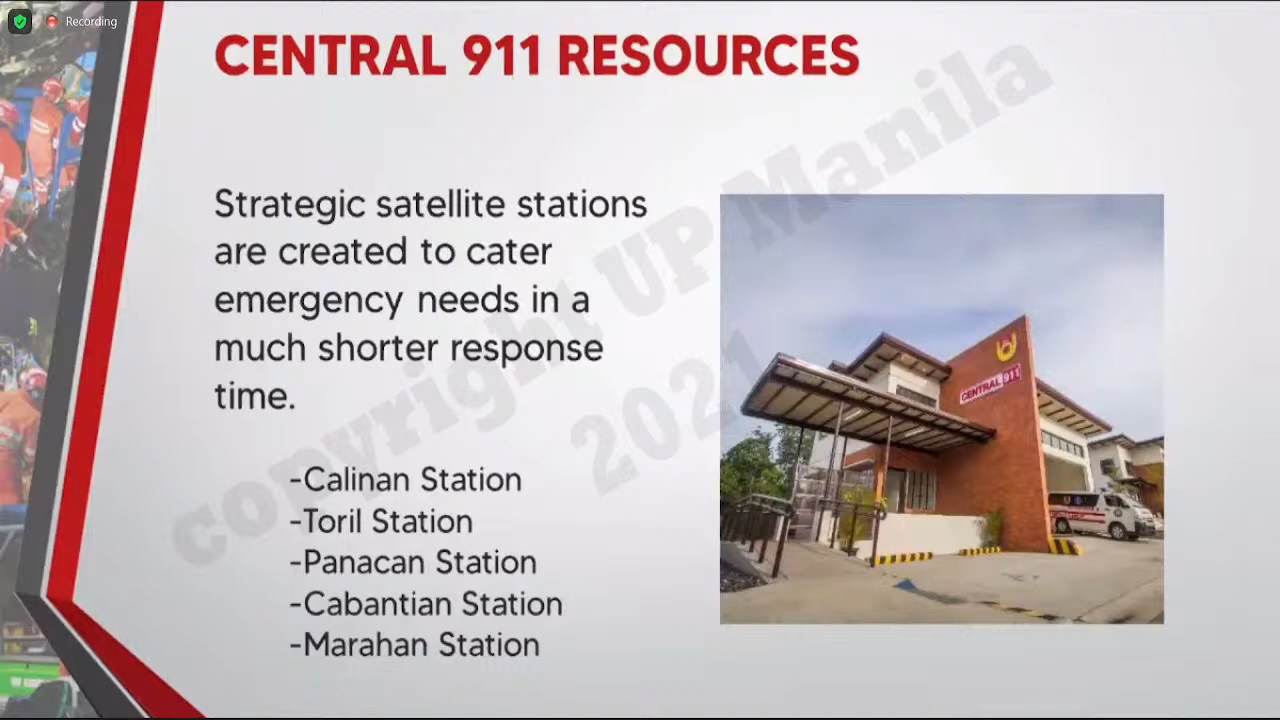 Recording
CENTRAL 911 RESOURCES
Strategic satellite stations
are created to cater
emergency needs in a
much shorter response
time.
-Calinan Station
-Toril Station
-Panacan Station
-Cabantian Station
-Marahan Station
CENTRAL 911
copyright UP Manila
2021